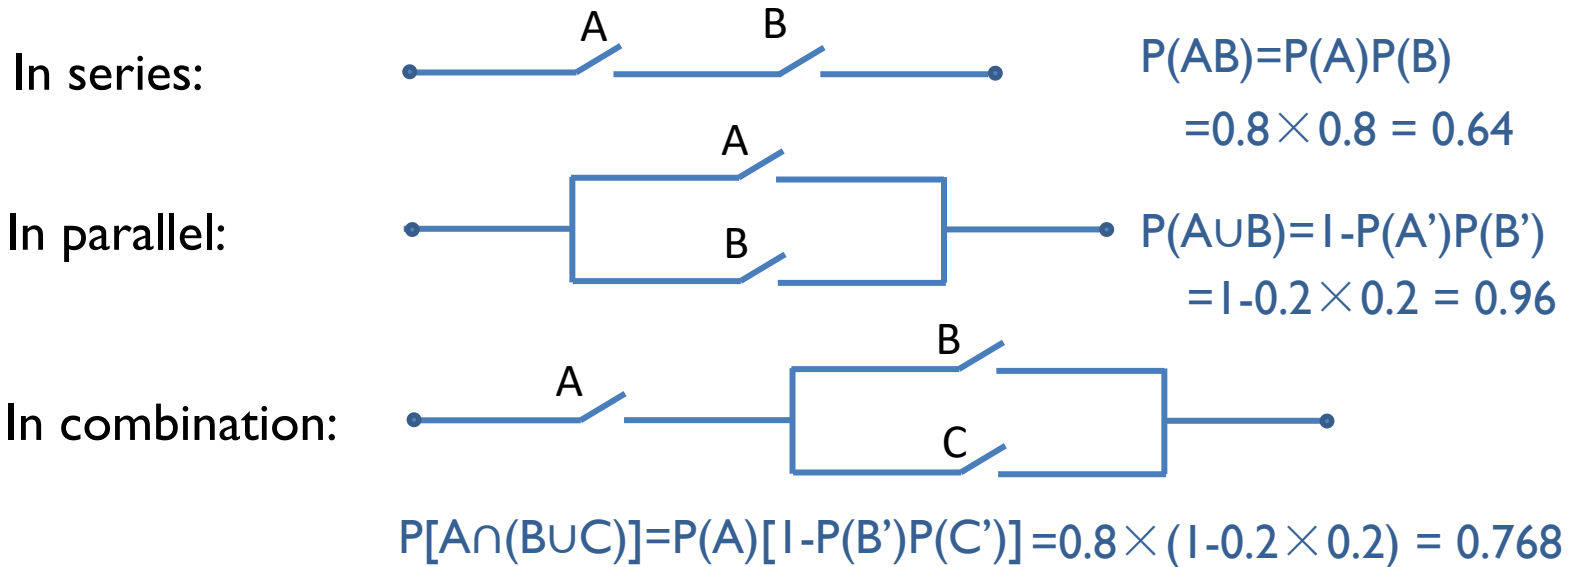 A B
In series: P(AB)=P(A)P(B)
=0.8×0.8 = 0.64
A
In parallel: P(A∪B)=1-P(A’)P(B’)
B
=1-0.2×0.2 = 0.96
B
A
In combination:
C
P[A∩(B∪C)]=P(A)[1-P(B’)P(C’)]=0.8×(1-0.2×0.2) = 0.768